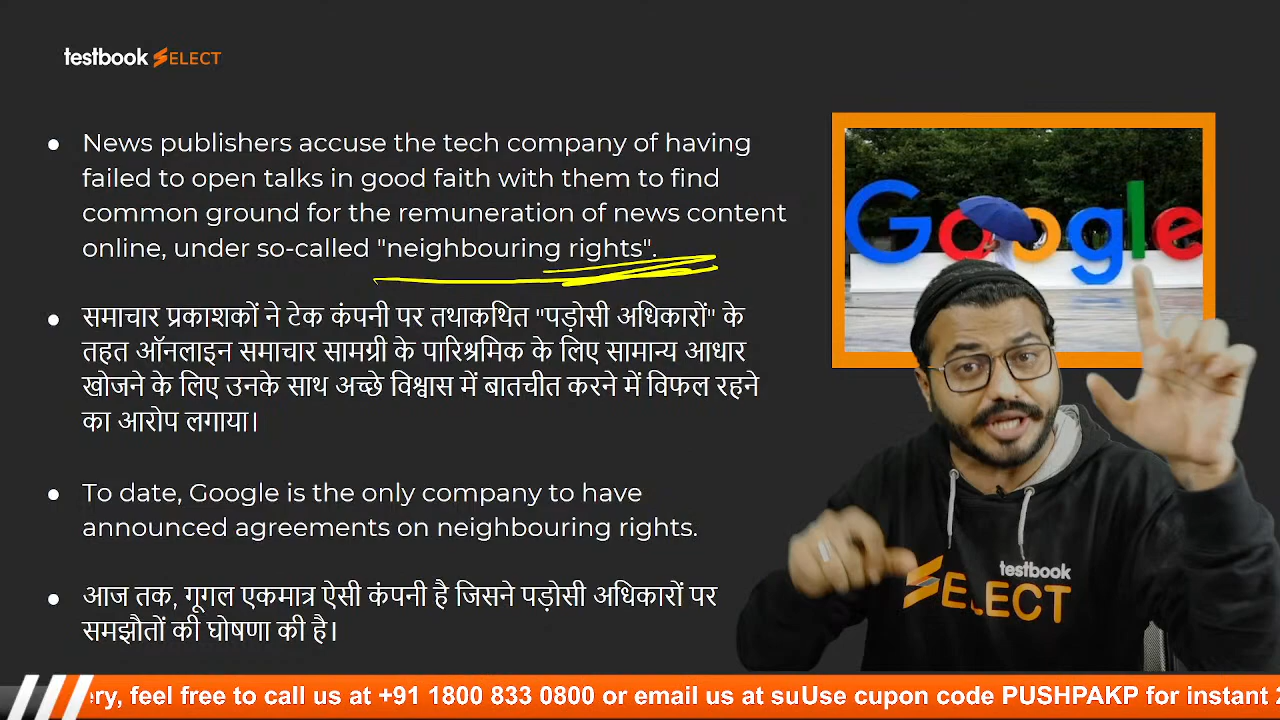 testbook SELECT
News publishers accuse the tech company of having
failed to open talks in good faith with them to find
common ground for the remuneration of news content
online, under so-called "neighbouring rights".
समाचार प्रकाशकों ने टेक कंपनी पर तथाकथित "पड़ोसी अधिकारों" के
तहत ऑनलाइन समाचार सामग्री के पारिश्रमिक के लिए सामान्य आधार
खोजने के लिए उनके साथ अच्छे विश्वास में बातचीत करने में विफल रहने
का आरोप लगाया।
To date, Google is the only company to have
announced agreements on neighbouring rights.
आज तक, गूगल एकमात्र ऐसी कंपनी है जिसने पड़ोसी अधिकारों पर
समझौतों की घोषणा की है।
Google
testbook
SELECT
ery, feel free to call us at +91 1800 833 0800 or email us at suUse cupon code PUSHPAKP for instant 2